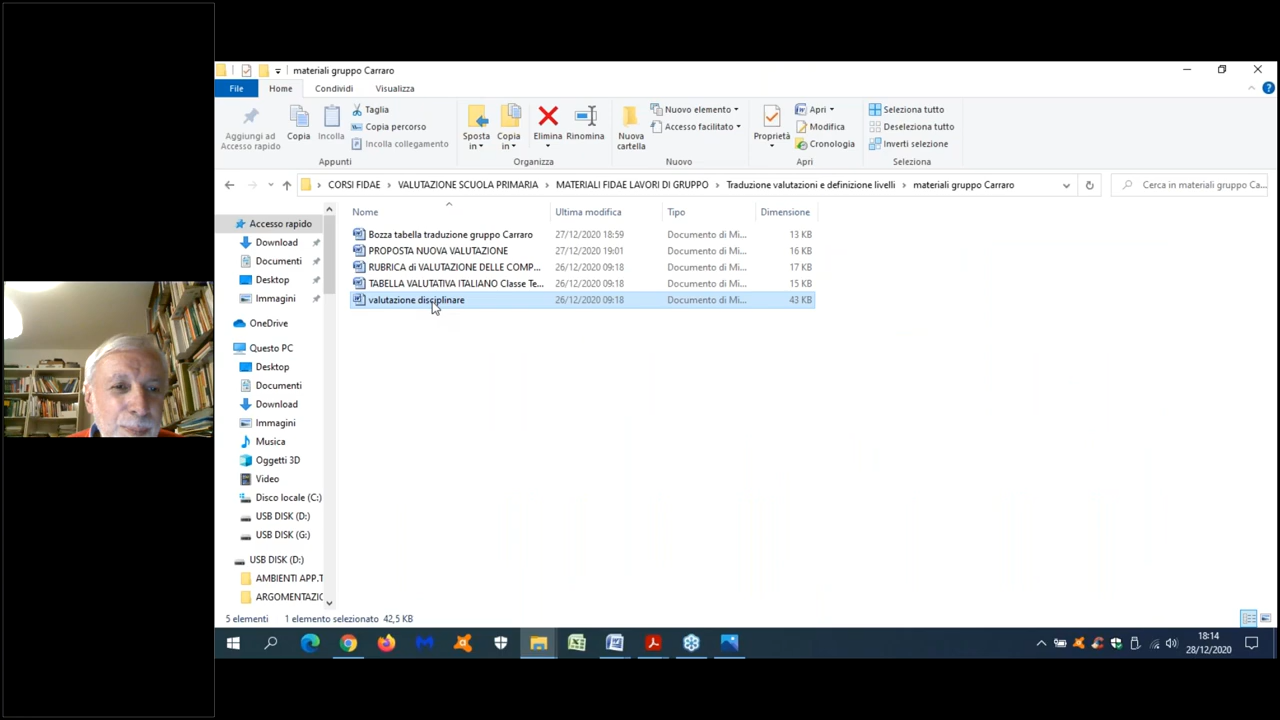 materiali gruppo Carraro
File Home Condividi Visualizza
Aggiungi ad Accesso rapido
Copia
Incolla
Taglia
Copia percorso
Incolla collegamento
Appunti
Sposta in
Copia in
Elimina
Rinomina
Organizza
Nuova cartella
Nuovo elemento
Accesso facilitato
Nuovo
Proprietà
Apri
Modifica
Cronologia
Apri
Seleziona tutto
Deseleziona tutto
Inverti selezione
Selezione
CORSI FIDAE > VALUTAZIONE SCUOLA PRIMARIA > MATERIALI FIDAE LAVORI DI GRUPPO > Traduzione valutazioni e definizione livelli > materiali gruppo Carraro
Cerca in materiali gruppo Ca...
Nome Ultima modifica Tipo Dimensione
Bozza tabella traduzione gruppo Carraro 27/12/2020 18:59 Documento di Mi... 13 KB
PROPOSTA NUOVA VALUTAZIONE 27/12/2020 19:01 Documento di Mi... 16 KB
RUBRICA di VALUTAZIONE DELLE COMP... 26/12/2020 09:18 Documento di Mi... 17 KB
TABELLA VALUTATIVA ITALIANO Classe Te... 26/12/2020 09:18 Documento di Mi... 15 KB
valutazione disciplinare 26/12/2020 09:18 Documento di Mi... 43 KB
Accesso rapido
Download
Documenti
Desktop
Immagini
OneDrive
Questo PC
Desktop
Documenti
Download
Immagini
Musica
Oggetti 3D
Video
Disco locale (C:)
USB DISK (D:)
USB DISK (G:)
USB DISK (D:)
AMBIENTI APP.T
ARGOMENTAZIO
5 elementi 1 elemento selezionato 42,5 KB
18:14
28/12/2020